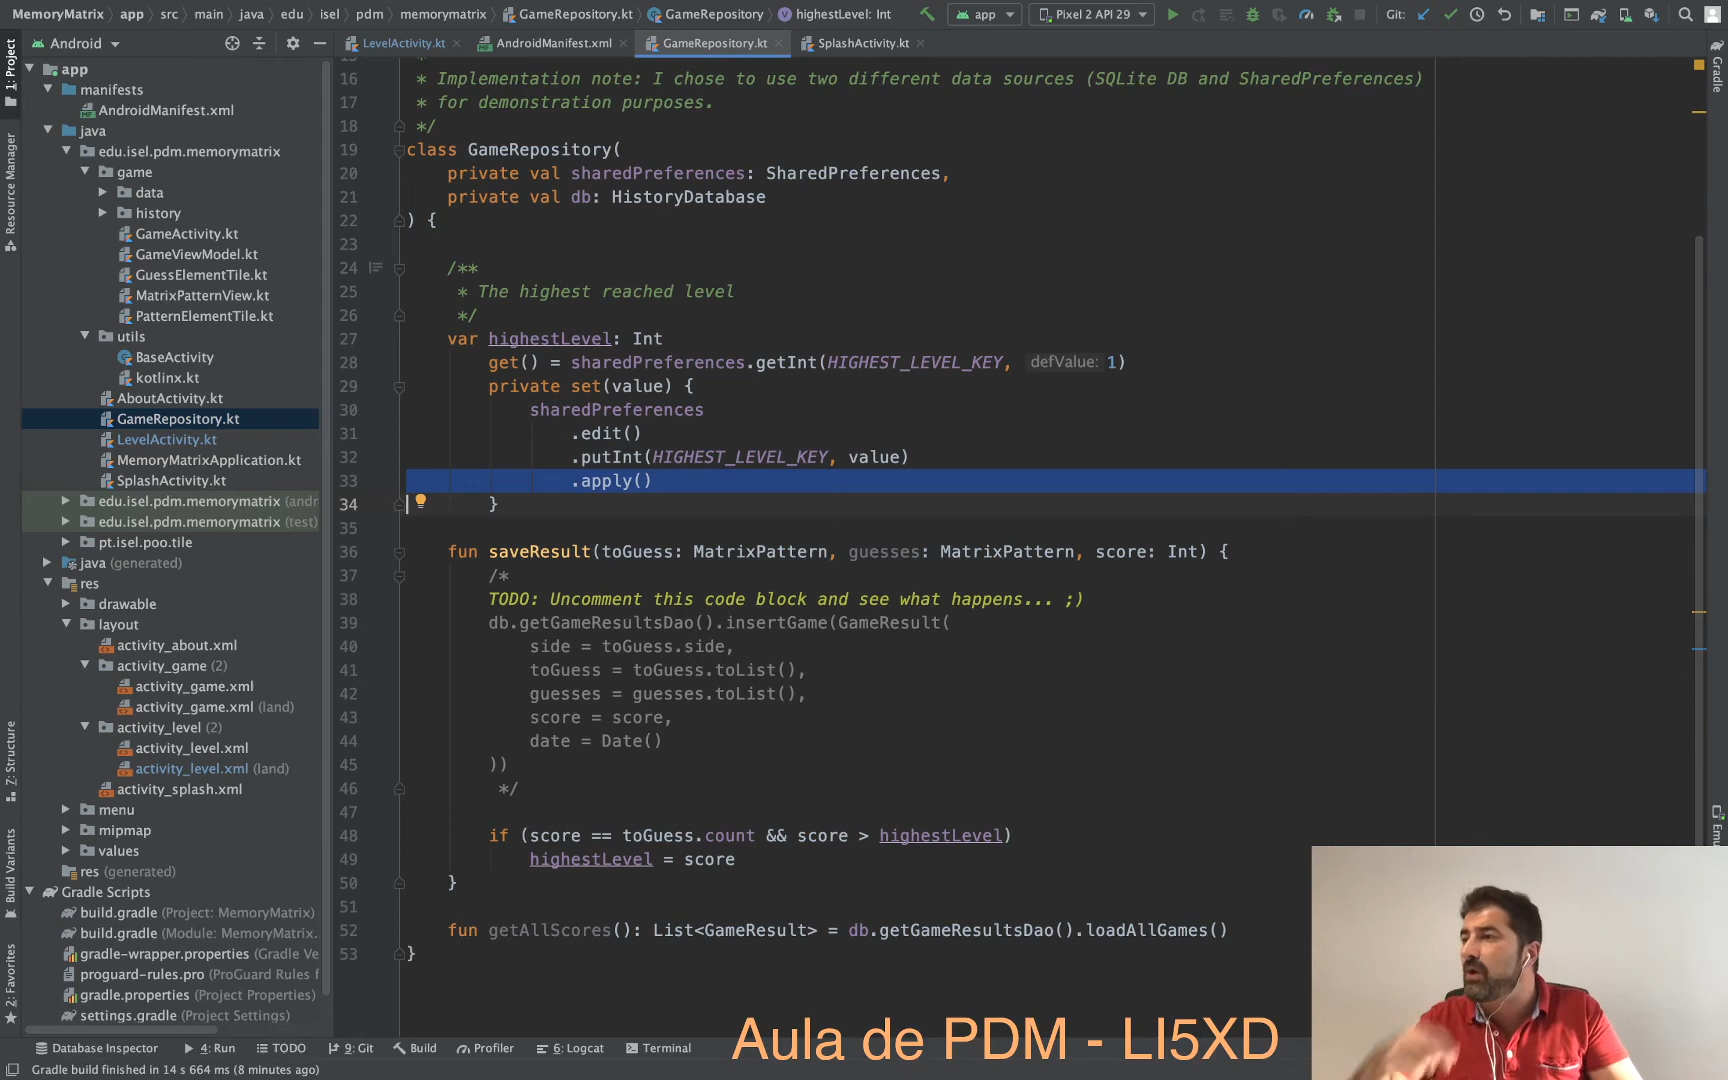 MemoryMatrix app src main java edu isel pdm memorymatrix GameRepository.kt GameRepository highestLevel: Int app Pixel 2 API 29 Git:
1: Project Android LevelActivity.kt AndroidManifest.xml GameRepository.kt SplashActivity.kt
Resource Manager
Z: Structure
Build Variants
2: Favorites
app
manifests
AndroidManifest.xml
java
edu.isel.pdm.memorymatrix
game
data
history
GameActivity.kt
GameViewModel.kt
GuessElementTile.kt
MatrixPatternView.kt
PatternElementTile.kt
utils
BaseActivity
kotlinx.kt
AboutActivity.kt
GameRepository.kt
LevelActivity.kt
MemoryMatrixApplication.kt
SplashActivity.kt
edu.isel.pdm.memorymatrix (andr
edu.isel.pdm.memorymatrix (test)
pt.isel.poo.tile
java (generated)
res
drawable
layout
activity_about.xml
activity_game (2)
activity_game.xml
activity_game.xml (land)
activity_level (2)
activity_level.xml
activity_level.xml (land)
activity_splash.xml
menu
mipmap
values
res (generated)
Gradle Scripts
build.gradle (Project: MemoryMatrix)
build.gradle (Module: MemoryMatrix.
gradle-wrapper.properties (Gradle Ve
proguard-rules.pro (ProGuard Rules f
gradle.properties (Project Properties)
settings.gradle (Project Settings)
16 * Implementation note: I chose to use two different data sources (SQLite DB and SharedPreferences)
17 * for demonstration purposes.
18 */
19 class GameRepository(
20 private val sharedPreferences: SharedPreferences,
21 private val db: HistoryDatabase
22 ) {
23
24 /**
25 * The highest reached level
26 */
27 var highestLevel: Int
28 get() = sharedPreferences.getInt(HIGHEST_LEVEL_KEY, defValue: 1)
29 private set(value) {
30 sharedPreferences
31 .edit()
32 .putInt(HIGHEST_LEVEL_KEY, value)
33 .apply()
34 }
35
36 fun saveResult(toGuess: MatrixPattern, guesses: MatrixPattern, score: Int) {
37 /*
38 TODO: Uncomment this code block and see what happens... ;)
39 db.getGameResultsDao().insertGame(GameResult(
40 side = toGuess.side,
41 toGuess = toGuess.toList(),
42 guesses = guesses.toList(),
43 score = score,
44 date = Date()
45 ))
46 */
47
48 if (score == toGuess.count && score > highestLevel)
49 highestLevel = score
50 }
51
52 fun getAllScores(): List<GameResult> = db.getGameResultsDao().loadAllGames()
53 }
Gradle
Emu
Aula de PDM - LI5XD
Database Inspector 4: Run TODO 9: Git Build Profiler 6: Logcat Terminal
Gradle build finished in 14 s 664 ms (8 minutes ago)